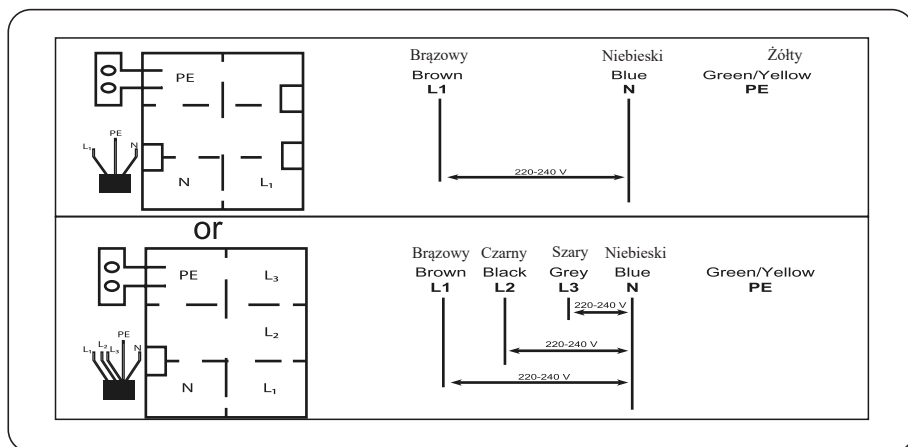 Brązowy Niebieski Żółty
Brown Blue Green/Yellow
L1 N PE
PE
PE
L₁ N
220-240 V
N L₁
or
Brązowy Czarny Szary Niebieski
Brown Black Grey Blue Green/Yellow
L1 L2 L3 N PE
PE L₃
220-240 V
L₂
PE
L₁ L₂ L₃ N
220-240 V
220-240 V
N L₁